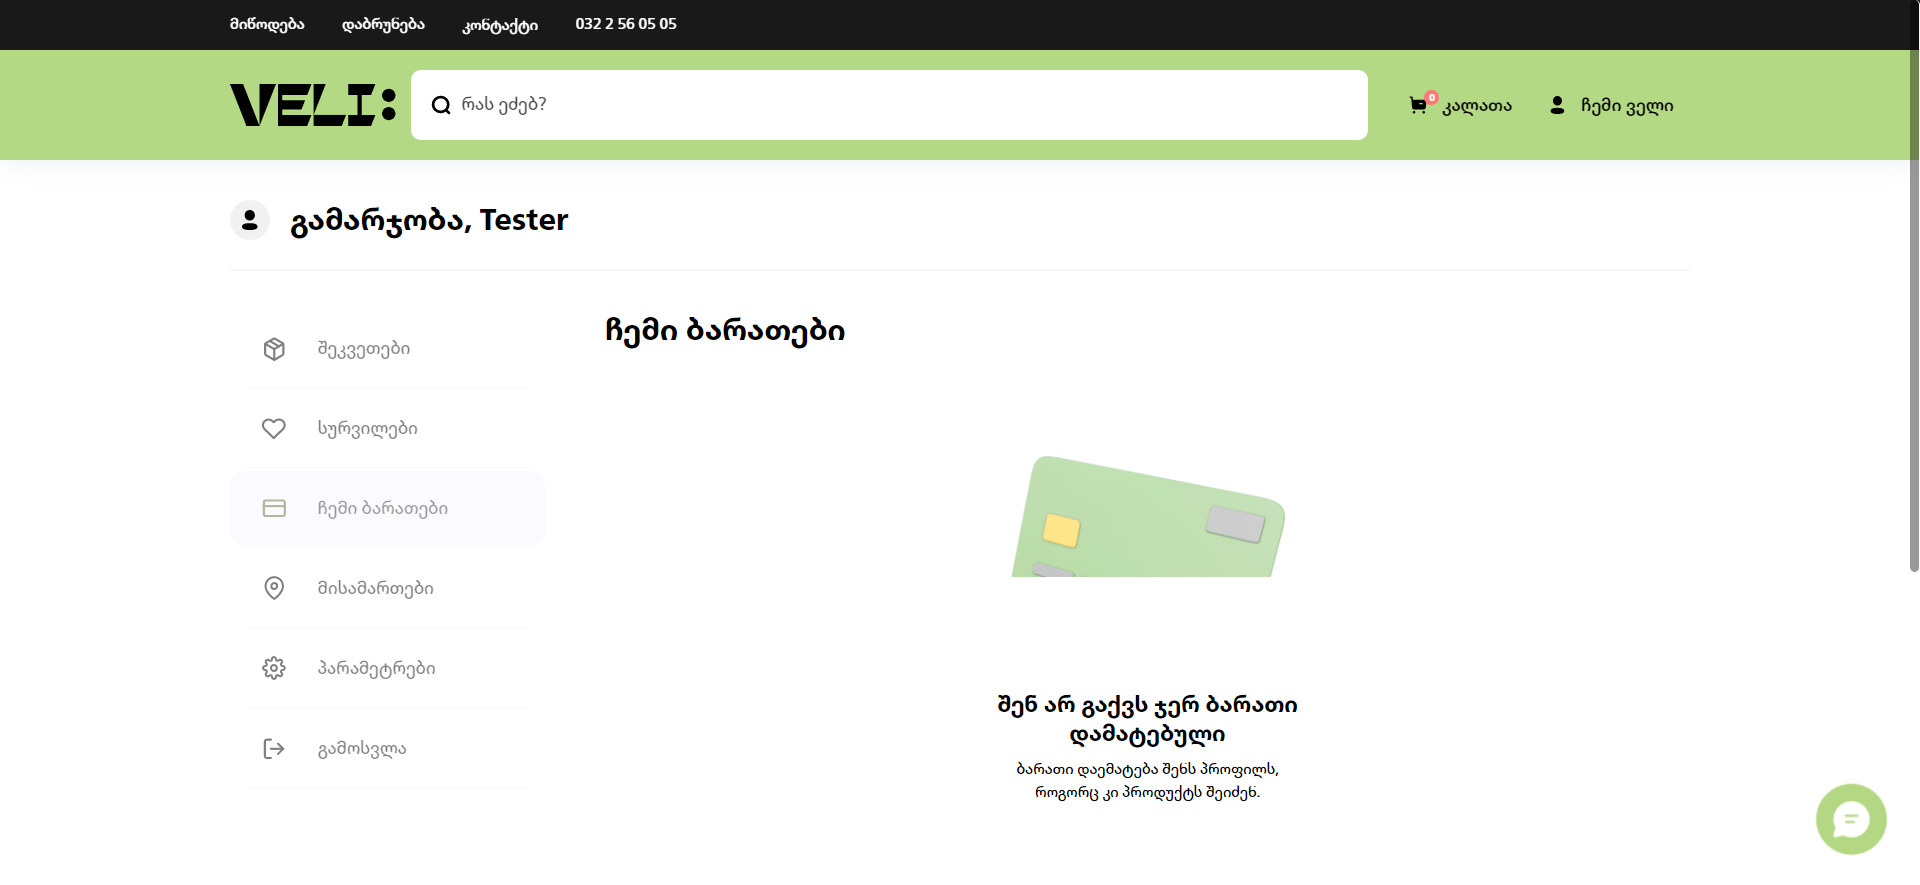 მიწოდება
დაბრუნება
კონტაქტი
032 2 56 05 05
VELI:
რას ეძებ?
0
კალათა
ჩემი ველი
გამარჯობა, Tester
ჩემი ბარათები
შეკვეთები
სურვილები
ჩემი ბარათები
მისამართები
პარამეტრები
გამოსვლა
შენ არ გაქვს ჯერ ბარათი
დამატებული
ბარათი დაემატება შენს პროფილს,
როგორც კი პროდუქტს შეიძენ.